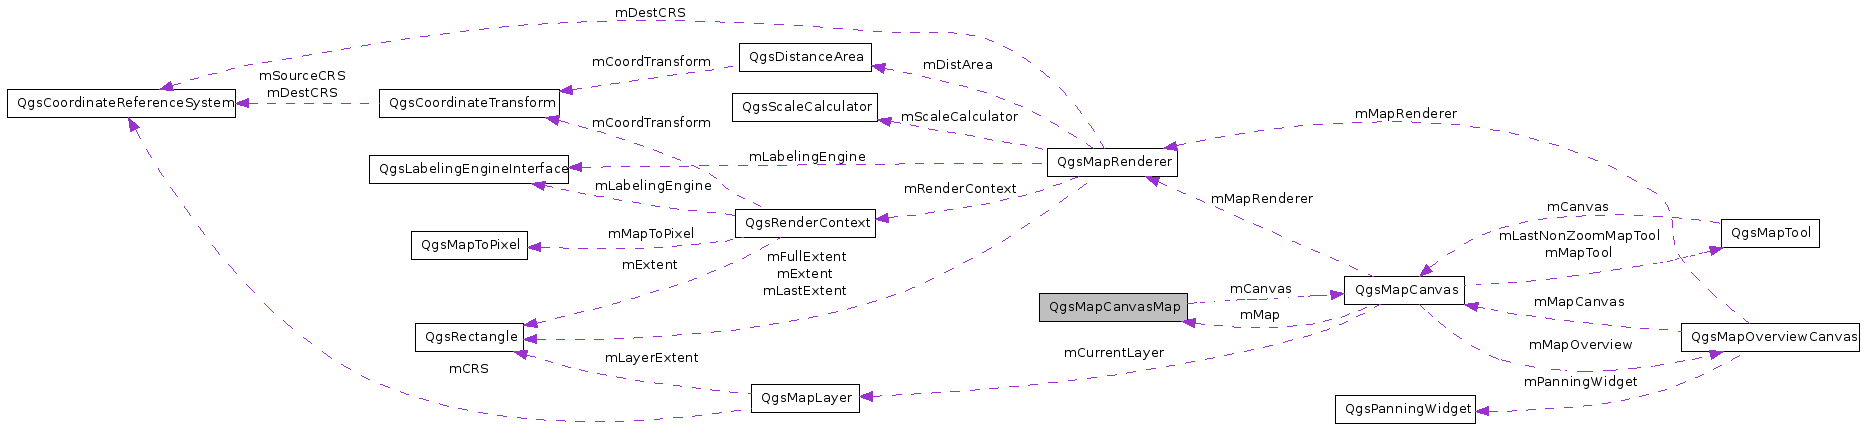 mDestCRS
QgsDistanceArea
mCoordTransform
mDistArea
mSourceCRS
mDestCRS
QgsCoordinateReferenceSystem
QgsCoordinateTransform
QgsScaleCalculator
mScaleCalculator
mMapRenderer
mCoordTransform
mLabelingEngine
QgsMapRenderer
QgsLabelingEngineInterface
mLabelingEngine
mRenderContext
mMapRenderer
mCanvas
QgsRenderContext
mMapToPixel
QgsMapToPixel
mLastNonZoomMapTool
mMapTool
QgsMapTool
mExtent
mFullExtent
mExtent
mLastExtent
mCanvas
QgsMapCanvas
QgsMapCanvasMap
mMap
mMapCanvas
QgsRectangle
QgsMapOverviewCanvas
mMapOverview
mCurrentLayer
mLayerExtent
mCRS
mPanningWidget
QgsMapLayer
QgsPanningWidget